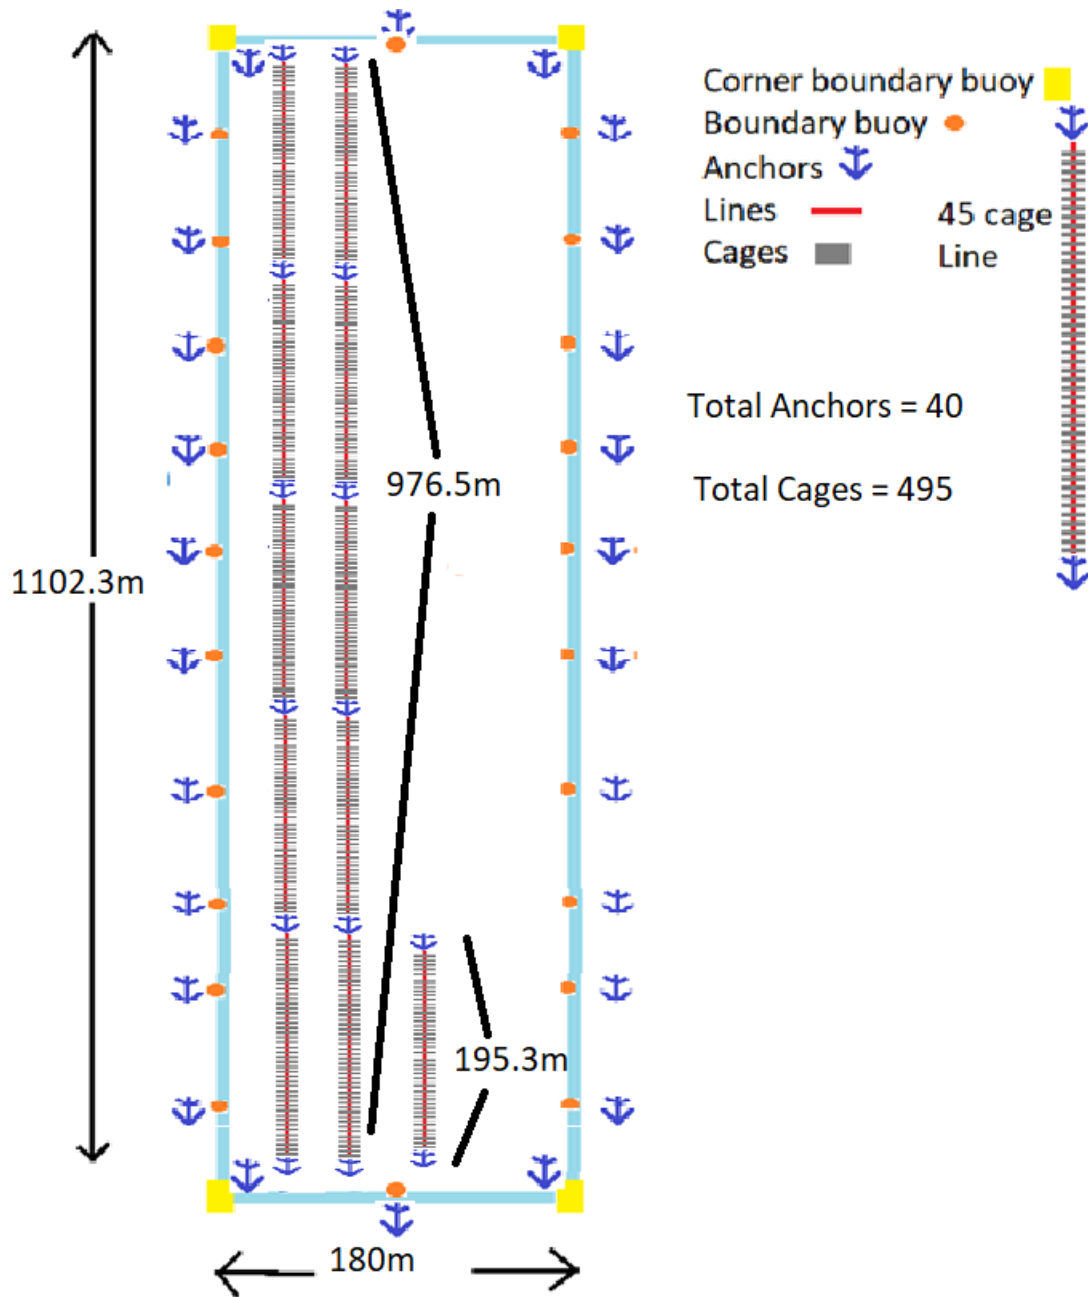 Corner boundary buoy
Boundary buoy
Anchors
Lines
45 cage
Cages
Line
Total Anchors = 40
976.5m
Total Cages = 495
1102.3m
195.3m
180m